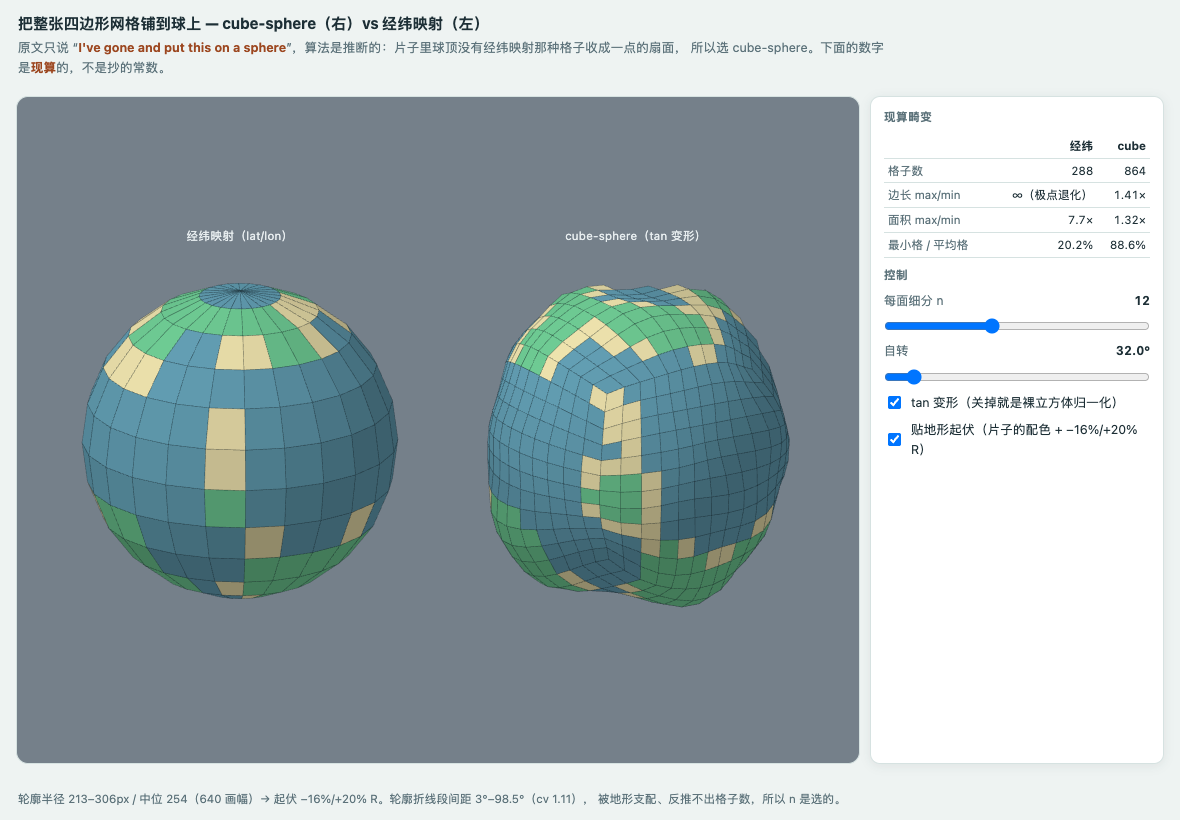 把整张四边形网格铺到球上 — cube-sphere（右）vs 经纬映射（左）
原文只说 “I've gone and put this on a sphere”，算法是推断的：片子里球顶没有经纬映射那种格子收成一点的扇面， 所以选 cube-sphere。下面的数字
是现算的，不是抄的常数。
经纬映射（lat/lon）
cube-sphere（tan 变形）
现算畸变
经纬 cube
格子数 288 864
边长 max/min ∞（极点退化） 1.41×
面积 max/min 7.7× 1.32×
最小格 / 平均格 20.2% 88.6%
控制
每面细分 n 12
自转 32.0°
tan 变形（关掉就是裸立方体归一化）
贴地形起伏（片子的配色 + −16%/+20%
R）
轮廓半径 213–306px / 中位 254（640 画幅）→ 起伏 −16%/+20% R。轮廓折线段间距 3°–98.5°（cv 1.11）， 被地形支配、反推不出格子数，所以 n 是选的。